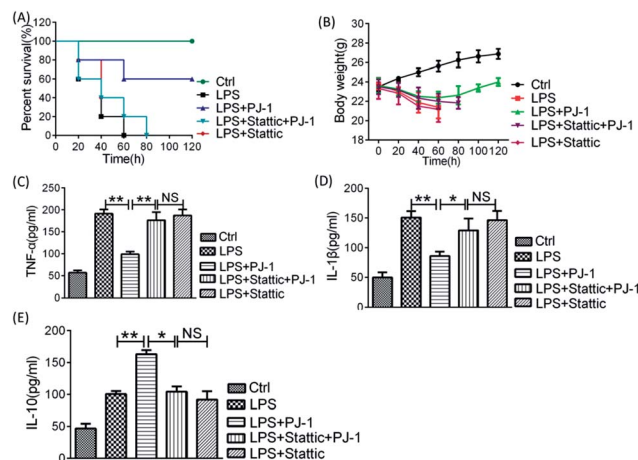 (A)
Percent survival(%)
100
80
60
40
20
0
0 20 40 60 80 100 120
Time(h)
Ctrl
LPS
LPS+PJ-1
LPS+Stattic+PJ-1
LPS+Stattic
(B)
Body weight(g)
28
26
24
22
20
18
0 20 40 60 80 100 120
Time(h)
Ctrl
LPS
LPS+PJ-1
LPS+Stattic+PJ-1
LPS+Stattic
(C)
TNF-α(pg/ml)
250
200
150
100
50
0
** ** NS
Ctrl
LPS
LPS+PJ-1
LPS+Stattic+PJ-1
LPS+Stattic
(D)
IL-1β(pg/ml)
200
150
100
50
0
** * NS
Ctrl
LPS
LPS+PJ-1
LPS+Stattic+PJ-1
LPS+Stattic
(E)
IL-10(pg/ml)
200
150
100
50
0
** * NS
Ctrl
LPS
LPS+PJ-1
LPS+Stattic+PJ-1
LPS+Stattic